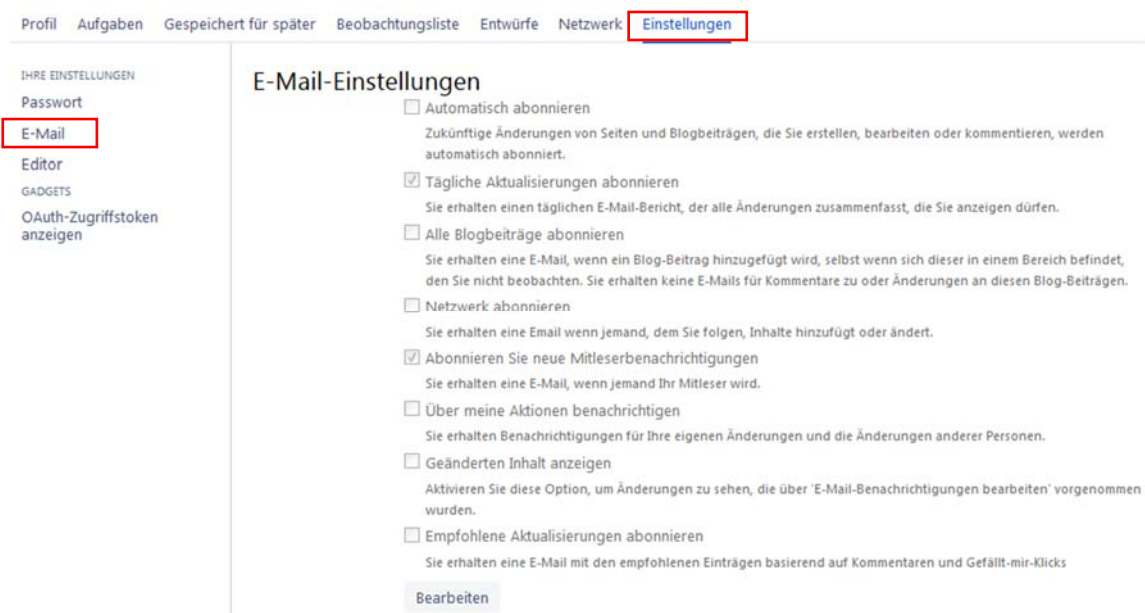 Profil Aufgaben Gespeichert für später Beobachtungsliste Entwürfe Netzwerk Einstellungen
IHRE EINSTELLUNGEN
Passwort
E-Mail
Editor
GADGETS
OAuth-Zugriffstoken
anzeigen
E-Mail-Einstellungen
Automatisch abonnieren
Zukünftige Änderungen von Seiten und Blogbeiträgen, die Sie erstellen, bearbeiten oder kommentieren, werden
automatisch abonniert.
Tägliche Aktualisierungen abonnieren
Sie erhalten einen täglichen E-Mail-Bericht, der alle Änderungen zusammenfasst, die Sie anzeigen dürfen.
Alle Blogbeiträge abonnieren
Sie erhalten eine E-Mail, wenn ein Blog-Beitrag hinzugefügt wird, selbst wenn sich dieser in einem Bereich befindet,
den Sie nicht beobachten. Sie erhalten keine E-Mails für Kommentare zu oder Änderungen an diesen Blog-Beiträgen.
Netzwerk abonnieren
Sie erhalten eine Email wenn jemand, dem Sie folgen, Inhalte hinzufügt oder ändert.
Abonnieren Sie neue Mitleserbenachrichtigungen
Sie erhalten eine E-Mail, wenn jemand Ihr Mitleser wird.
Über meine Aktionen benachrichtigen
Sie erhalten Benachrichtigungen für Ihre eigenen Änderungen und die Änderungen anderer Personen.
Geänderten Inhalt anzeigen
Aktivieren Sie diese Option, um Änderungen zu sehen, die über 'E-Mail-Benachrichtigungen bearbeiten' vorgenommen
wurden.
Empfohlene Aktualisierungen abonnieren
Sie erhalten eine E-Mail mit den empfohlenen Einträgen basierend auf Kommentaren und Gefällt-mir-Klicks
Bearbeiten